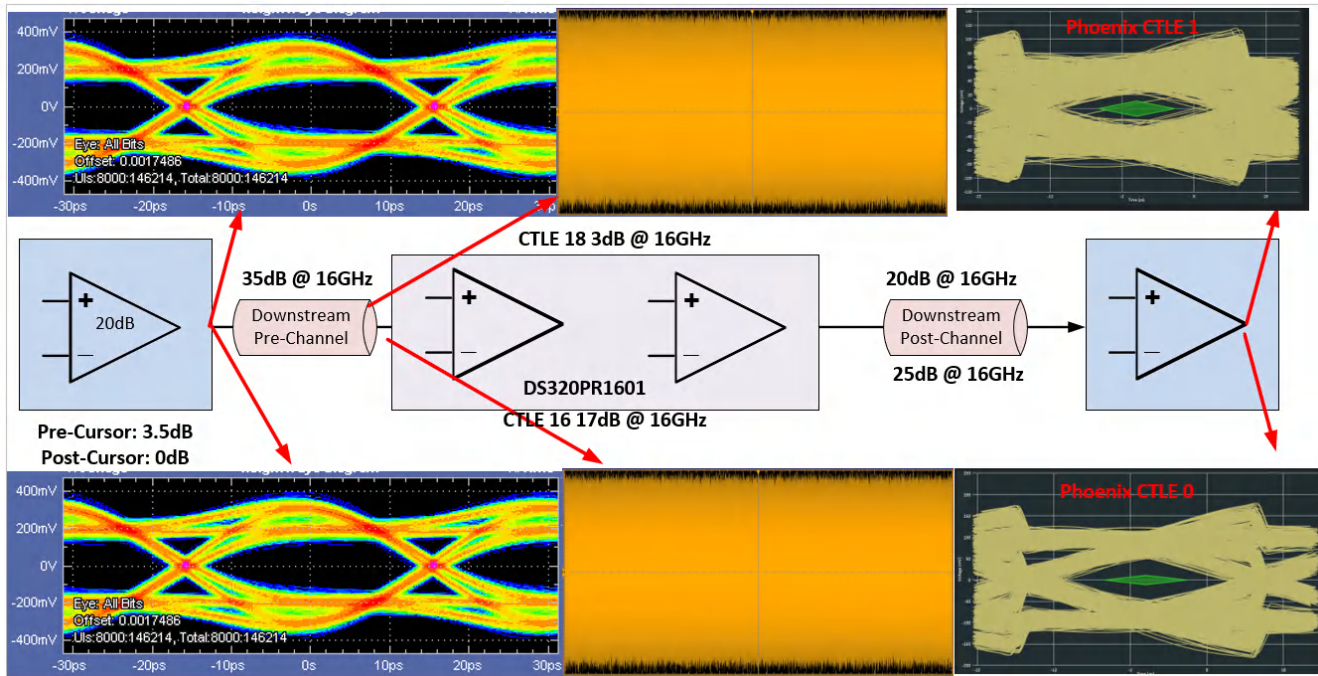 400mV
200mV
0V
-200mV
-400mV
Eye: All Bits
Offset: 0.0017486
UIs:8000:146214, Total:8000:146214
-30ps
-20ps
-10ps
0s
10ps
20ps
Phoenix CTLE 1
CTLE 18 3dB @ 16GHz
35dB @ 16GHz
20dB @ 16GHz
+
20dB
Downstream
Pre-Channel
+
Downstream
Post-Channel
+
DS320PR1601
25dB @ 16GHz
CTLE 16 17dB @ 16GHz
Pre-Cursor: 3.5dB
Post-Cursor: 0dB
400mV
200mV
0V
-200mV
-400mV
Eye: All Bits
Offset: 0.0017486
UIs:8000:146214, Total:8000:146214
-30ps
-20ps
-10ps
0s
10ps
20ps
30ps
Phoenix CTLE 0